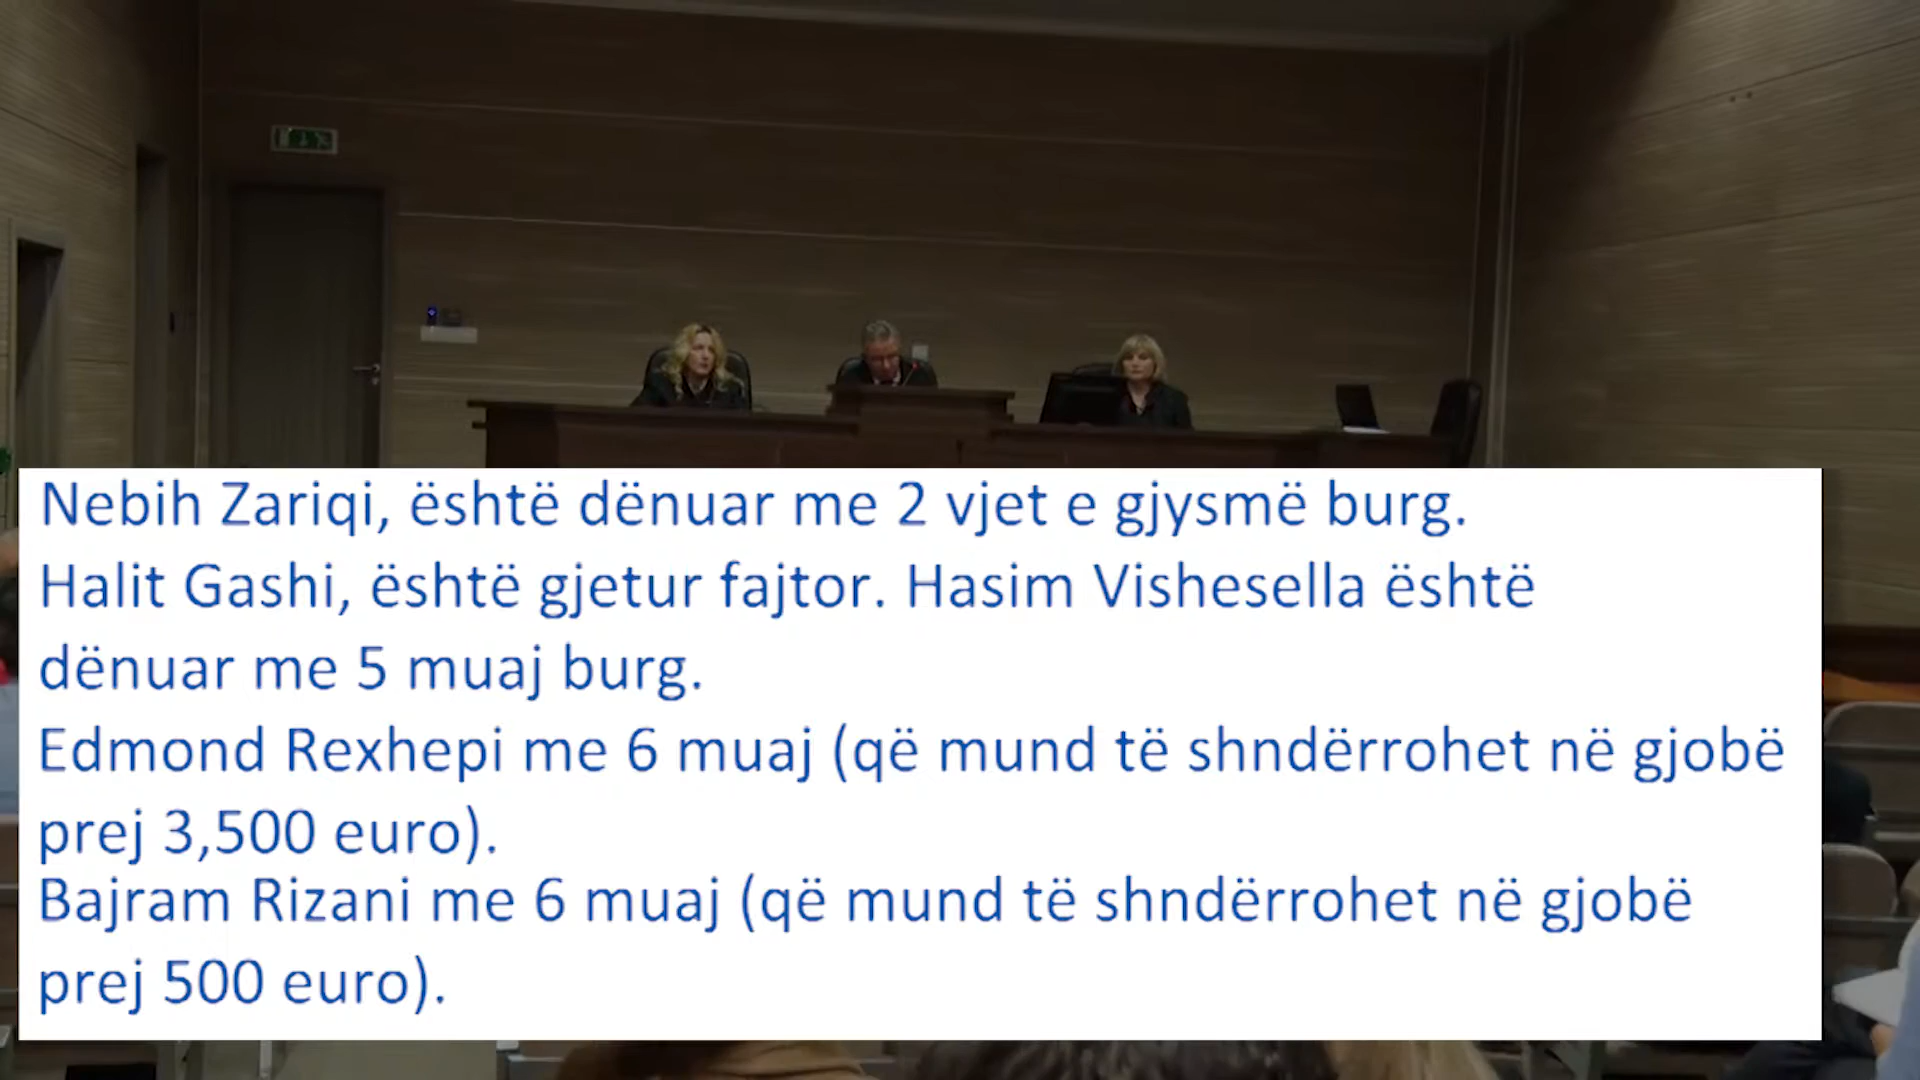 Nebih Zariqi, është dënuar me 2 vjet e gjysmë burg.
Halit Gashi, është gjetur fajtor. Hasim Vishesella është
dënuar me 5 muaj burg.
Edmond Rexhepi me 6 muaj (që mund të shndërrohet në gjobë
prej 3,500 euro).
Bajram Rizani me 6 muaj (që mund të shndërrohet në gjobë
prej 500 euro).